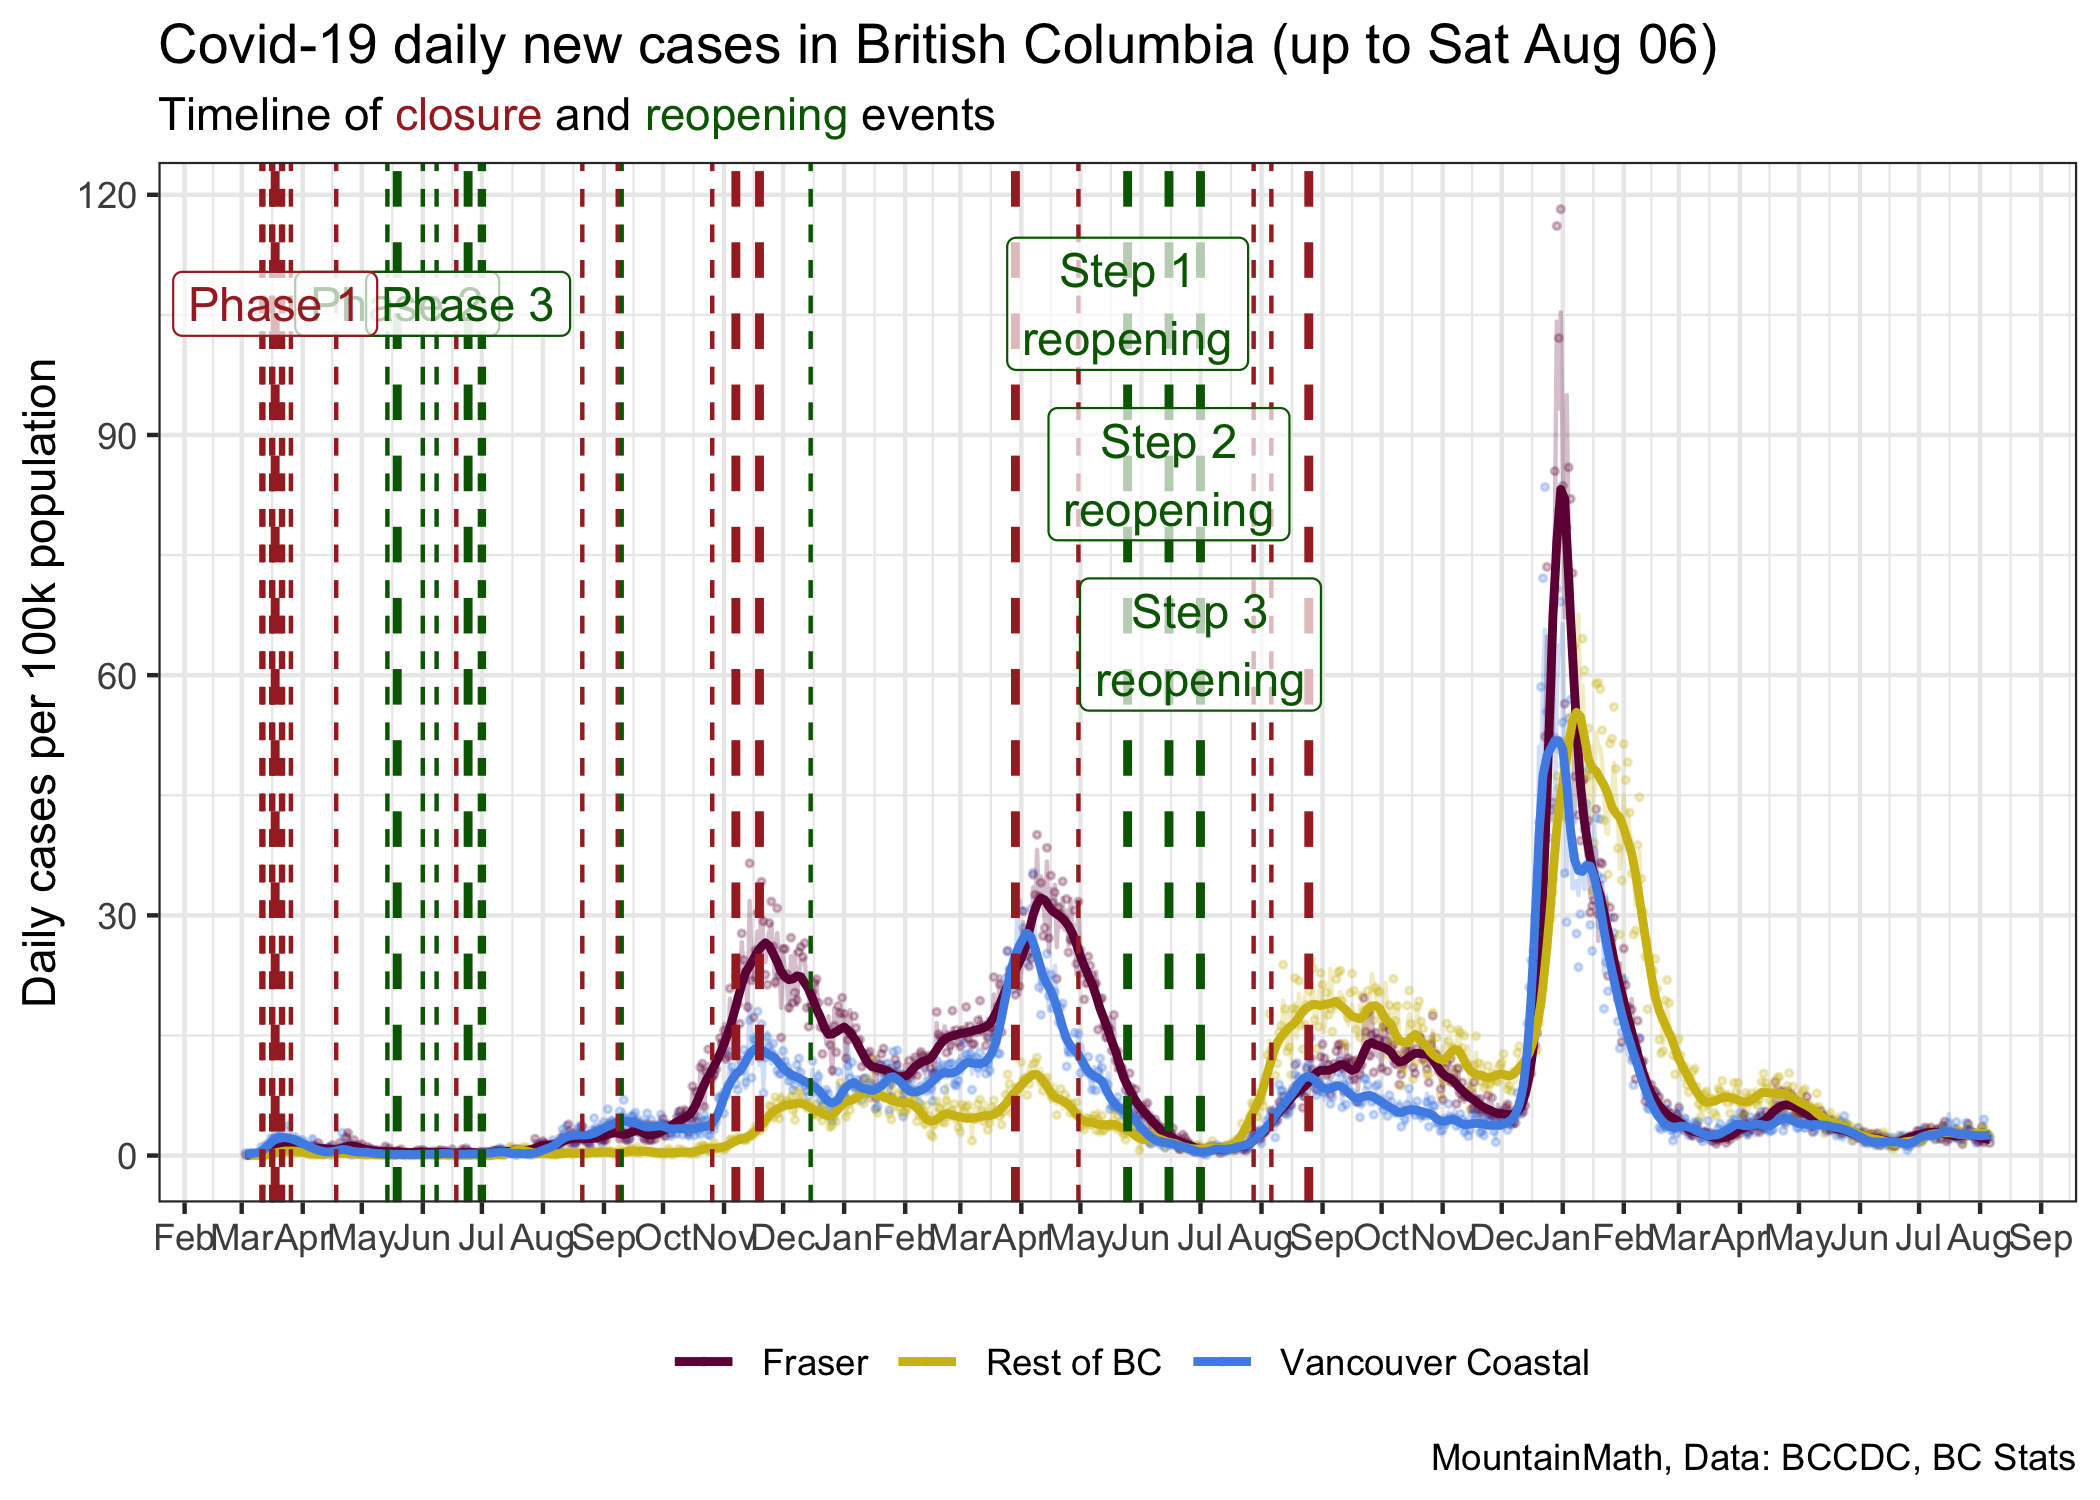 Covid-19 daily new cases in British Columbia (up to Sat Aug 06)
Timeline of closure and reopening events
Daily cases per 100k population
120
90
60
30
0
Phase 1
Phase 2
Phase 3
Step 1
reopening
Step 2
reopening
Step 3
reopening
Feb Mar Apr May Jun Jul Aug Sep Oct Nov Dec Jan Feb Mar Apr May Jun Jul Aug Sep Oct Nov Dec Jan Feb Mar Apr May Jun Jul Aug Sep
Fraser Rest of BC Vancouver Coastal
MountainMath, Data: BCCDC, BC Stats